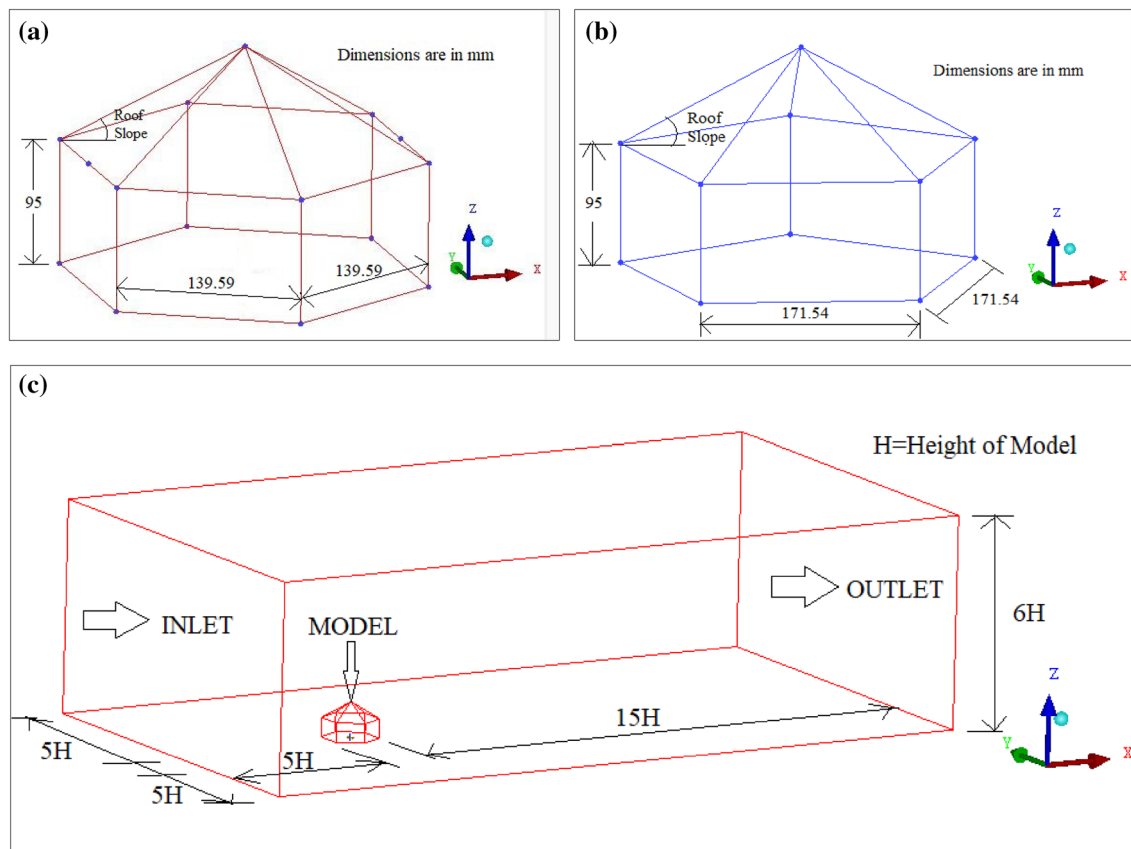 (a)
Dimensions are in mm
Roof
Slope
95
139.59
139.59
Z
Y
X
(b)
Dimensions are in mm
Roof
Slope
95
171.54
171.54
Z
Y
X
(c)
H=Height of Model
INLET
MODEL
OUTLET
6H
15H
5H
5H
5H
Z
Y
X